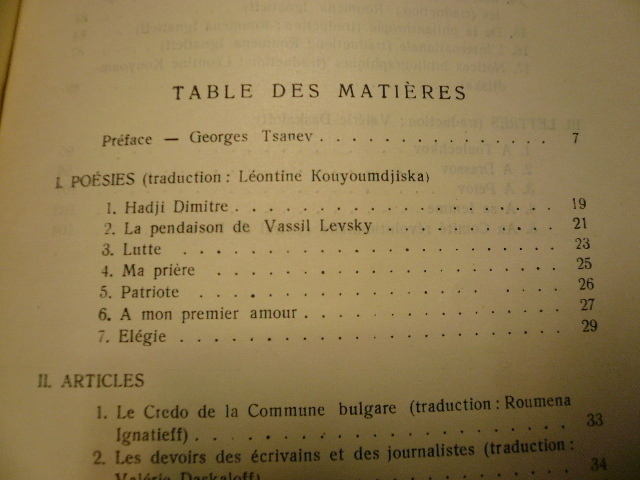 TABLE DES MATIÈRES
Préface — Georges Tsanev . . . . . . . . . . . . . . 7
I. POÉSIES (traduction : Léontine Kouyoumdjiska)
1. Hadji Dimitre . . . . . . . . . . . . . . . . . . 19
2. La pendaison de Vassil Levsky . . . . . . . . . . 21
3. Lutte . . . . . . . . . . . . . . . . . . . . . 23
4. Ma prière . . . . . . . . . . . . . . . . . . . 25
5. Patriote . . . . . . . . . . . . . . . . . . . . 26
6. A mon premier amour . . . . . . . . . . . . . . 27
7. Elégie . . . . . . . . . . . . . . . . . . . . . 29
II. ARTICLES
1. Le Credo de la Commune bulgare (traduction : Roumena
Ignatieff) . . . . . . . . . . . . . . . . . . . . 33
2. Les devoirs des écrivains et des journalistes (traduction :
Valérie Daskaloff) . . . . . . . . . . . . . . . . 34